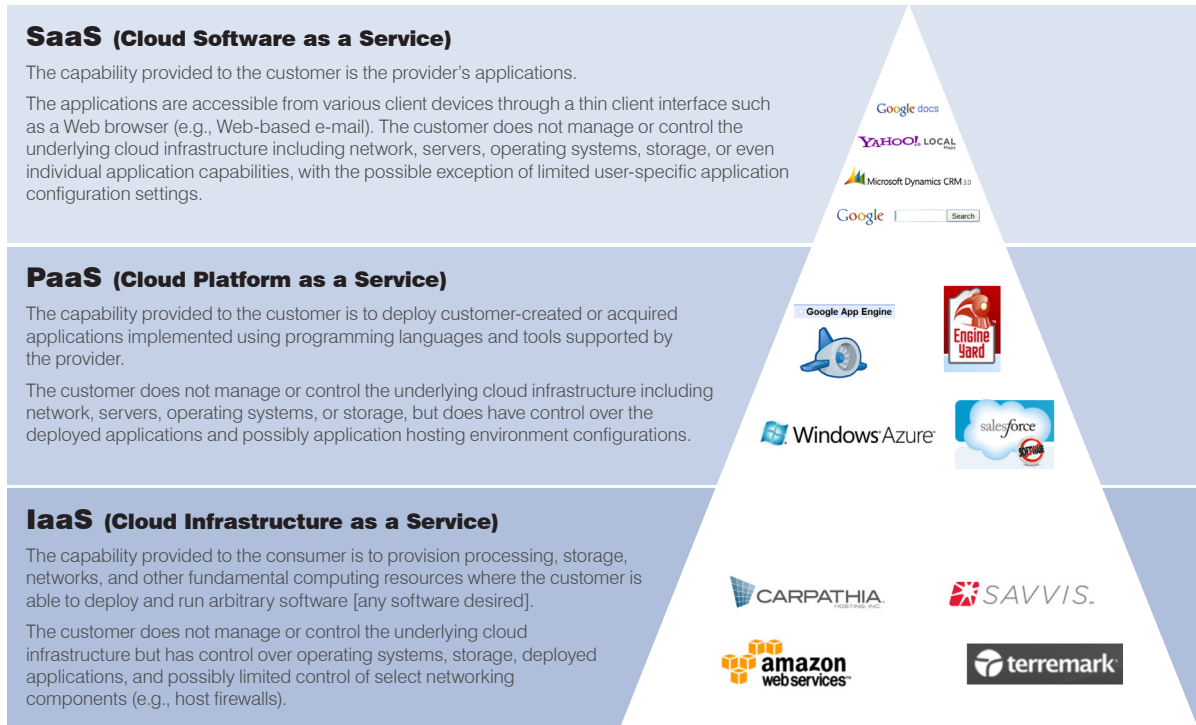 SaaS (Cloud Software as a Service)
The capability provided to the customer is the provider's applications.
The applications are accessible from various client devices through a thin client interface such
as a Web browser (e.g., Web-based e-mail). The customer does not manage or control the
underlying cloud infrastructure including network, servers, operating systems, storage, or even
individual application capabilities, with the possible exception of limited user-specific application
configuration settings.
Google docs
YAHOO! LOCAL
Maps
Microsoft Dynamics CRM 3.0
Google Search
PaaS (Cloud Platform as a Service)
The capability provided to the customer is to deploy customer-created or acquired
applications implemented using programming languages and tools supported by
the provider.
The customer does not manage or control the underlying cloud infrastructure including
network, servers, operating systems, or storage, but does have control over the
deployed applications and possibly application hosting environment configurations.
Google App Engine
Engine
Yard
Windows Azure
salesforce
SOFTWARE
IaaS (Cloud Infrastructure as a Service)
The capability provided to the consumer is to provision processing, storage,
networks, and other fundamental computing resources where the customer is
able to deploy and run arbitrary software [any software desired].
The customer does not manage or control the underlying cloud
infrastructure but has control over operating systems, storage, deployed
applications, and possibly limited control of select networking
components (e.g., host firewalls).
CARPATHIA
HOSTING, INC.
SAVVIS
amazon
web services™
terremark